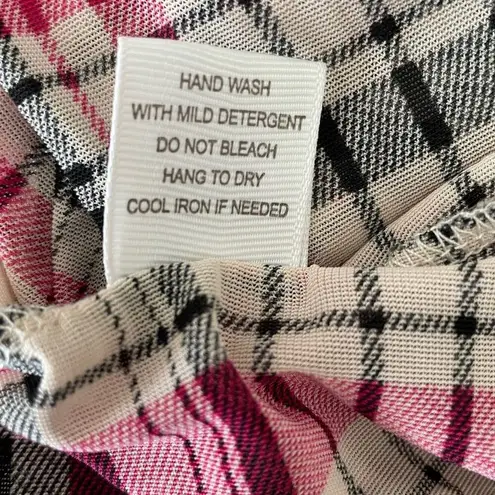 HAND WASH
WITH MILD DETERGENT
DO NOT BLEACH
HANG TO DRY
COOL IRON IF NEEDED